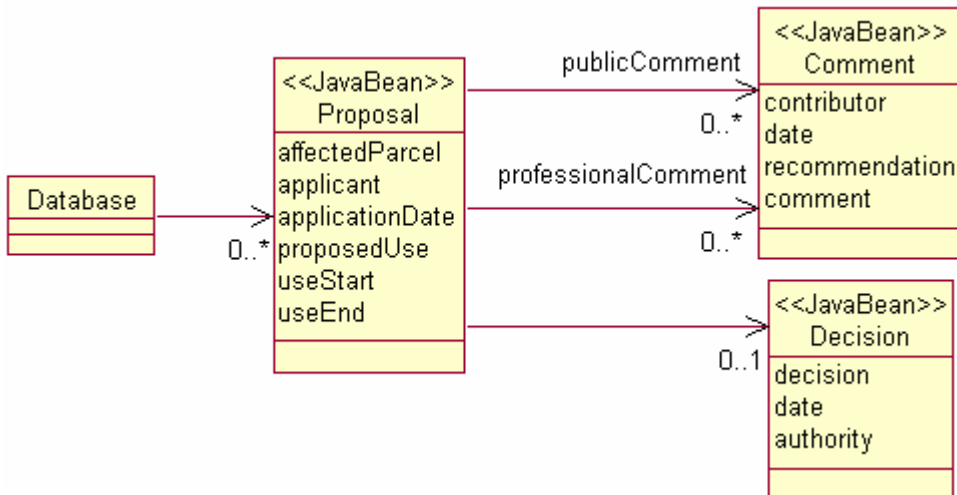 Database
0..*
<<JavaBean>>
Proposal
affectedParcel
applicant
applicationDate
proposedUse
useStart
useEnd
publicComment
0..*
professionalComment
0..*
0..1
<<JavaBean>>
Comment
contributor
date
recommendation
comment
<<JavaBean>>
Decision
decision
date
authority